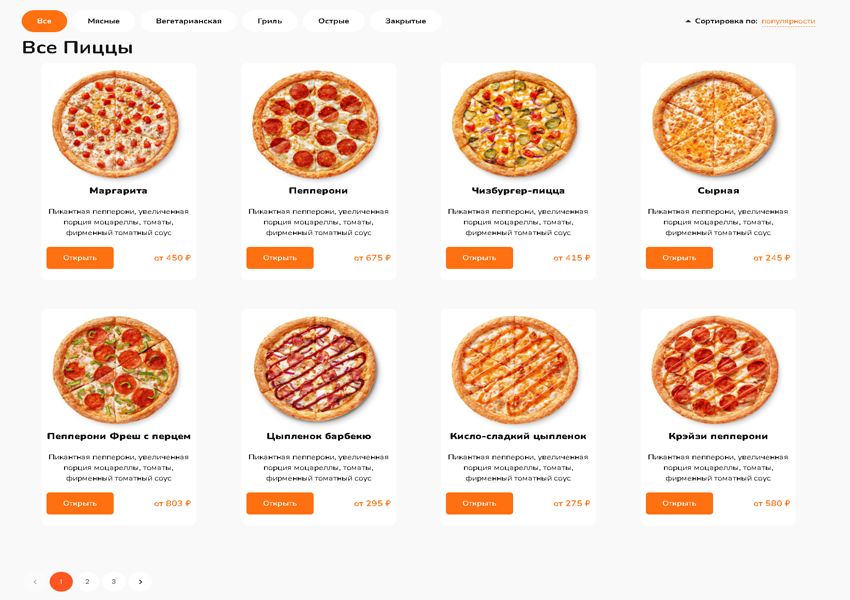 Все Мясные Вегетарианская Гриль Острые Закрытые Сортировка по: популярности
Все Пиццы
Маргарита Пепперони Чизбургер-пицца Сырная
Пикантная пепперони, увеличенная Пикантная пепперони, увеличенная Пикантная пепперони, увеличенная Пикантная пепперони, увеличенная
порция моцареллы, томаты, порция моцареллы, томаты, порция моцареллы, томаты, порция моцареллы, томаты,
фирменный томатный соус фирменный томатный соус фирменный томатный соус фирменный томатный соус
Открыть от 450 ₽ Открыть от 675 ₽ Открыть от 415 ₽ Открыть от 245 ₽
Пепперони Фреш с перцем Цыпленок барбекю Кисло-сладкий цыпленок Крэйзи пепперони
Пикантная пепперони, увеличенная Пикантная пепперони, увеличенная Пикантная пепперони, увеличенная Пикантная пепперони, увеличенная
порция моцареллы, томаты, порция моцареллы, томаты, порция моцареллы, томаты, порция моцареллы, томаты,
фирменный томатный соус фирменный томатный соус фирменный томатный соус фирменный томатный соус
Открыть от 803 ₽ Открыть от 295 ₽ Открыть от 275 ₽ Открыть от 580 ₽
< 1 2 3 >